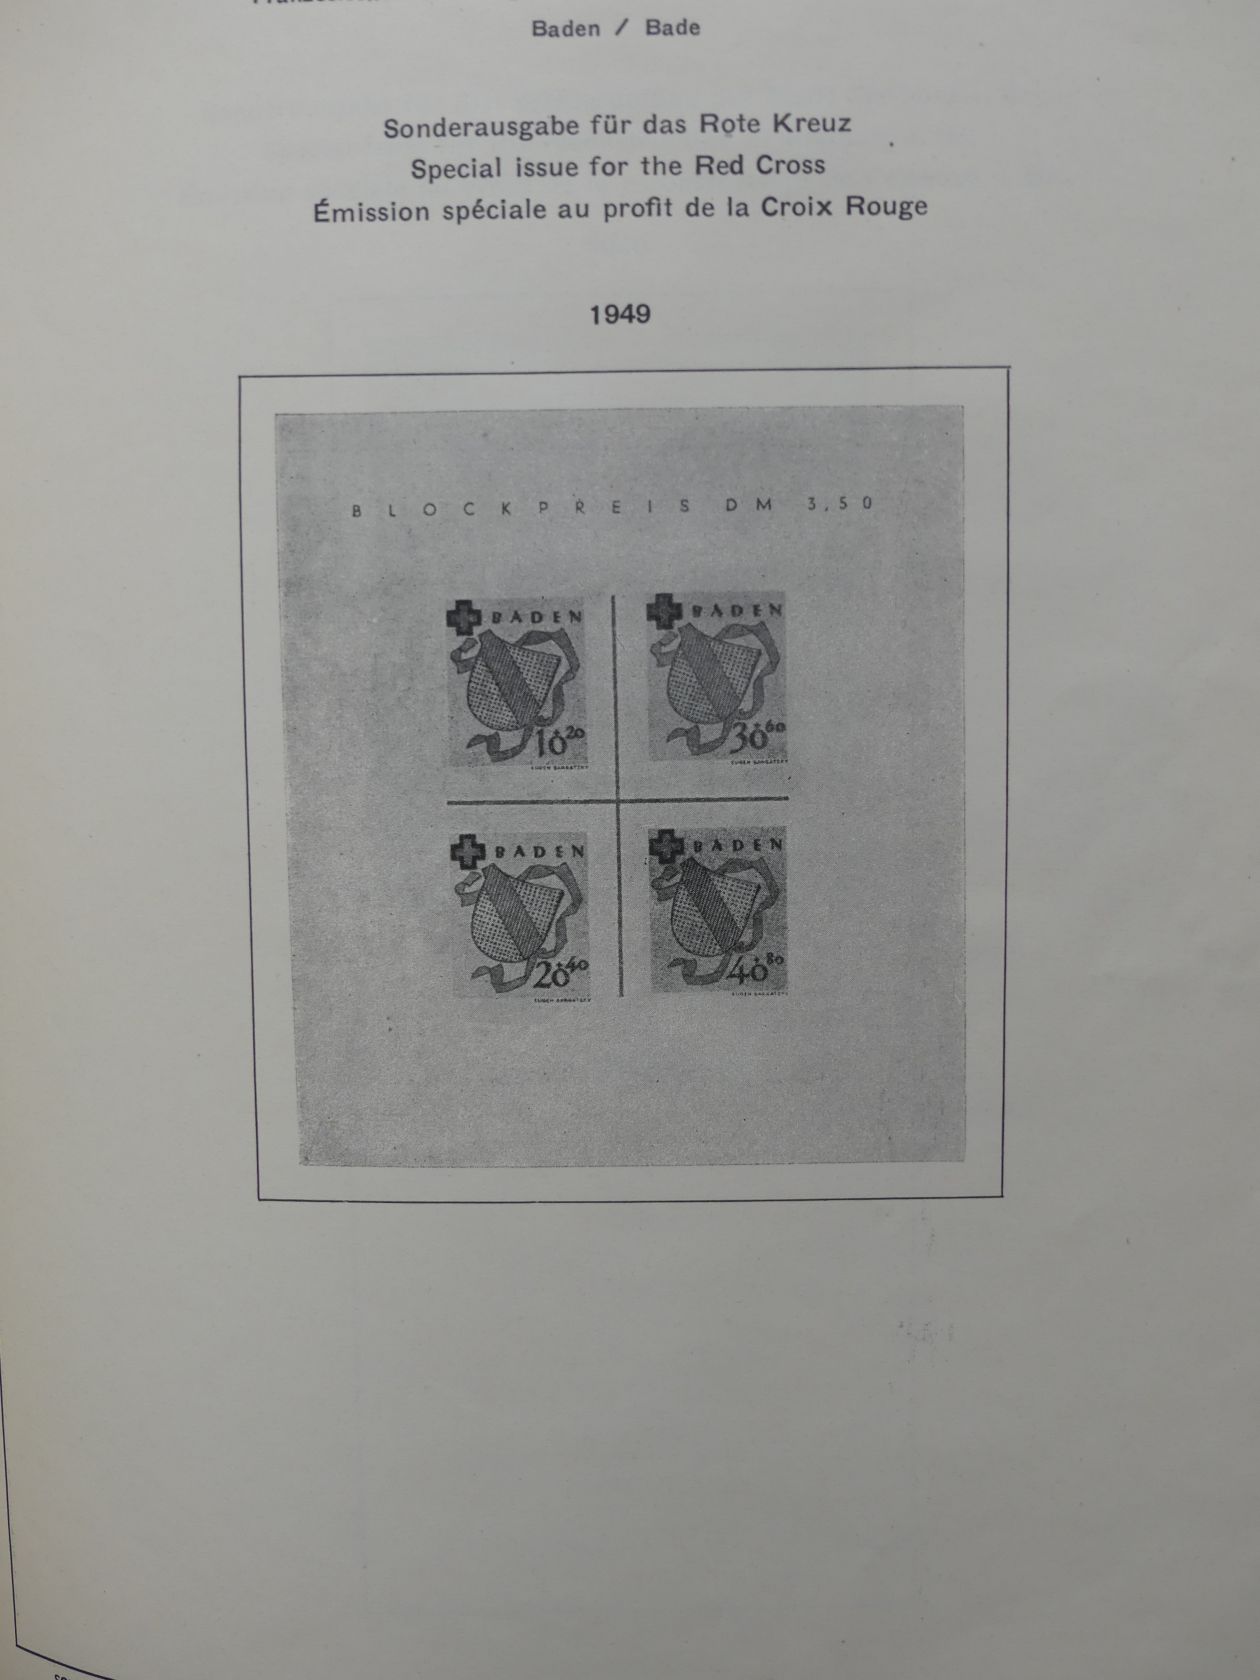 Baden / Bade
Sonderausgabe für das Rote Kreuz
Special issue for the Red Cross
Émission spéciale au profit de la Croix Rouge
1949
BLOCKPREIS DM 3,50
BADEN
10+20
BADEN
30+60
BADEN
20+40
BADEN
40+80